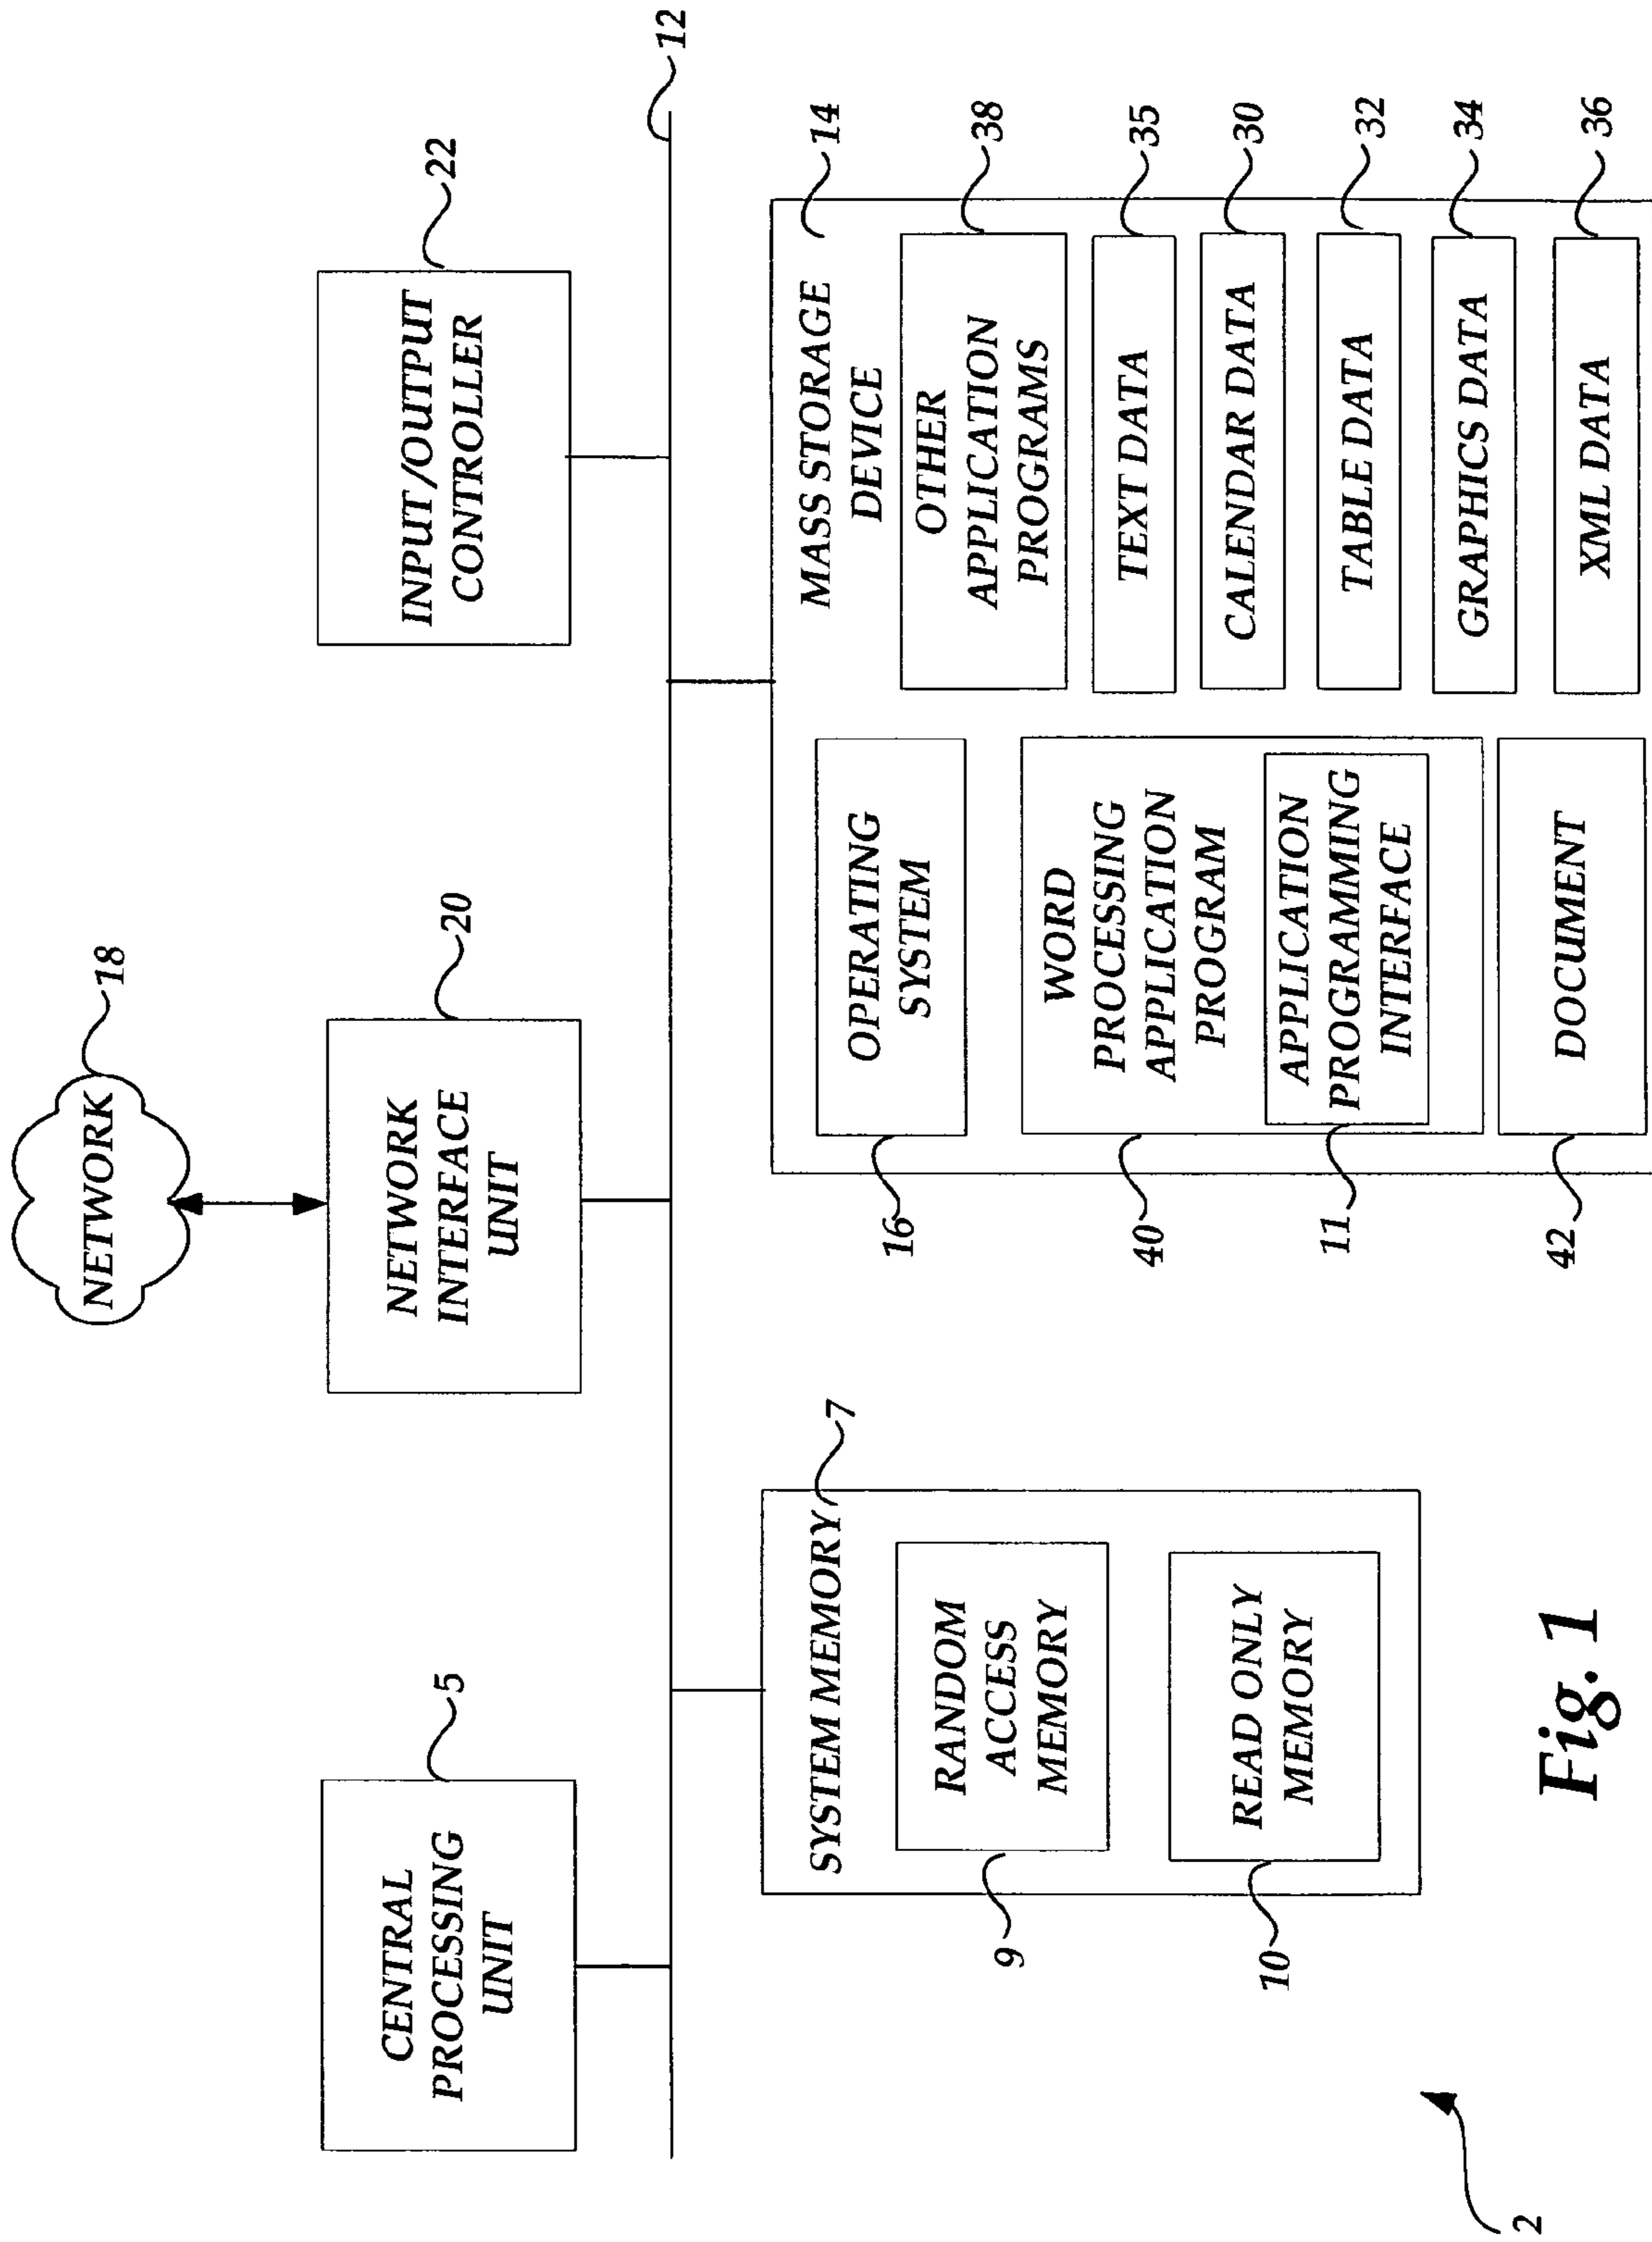 NETWORK
18
CENTRAL
PROCESSING
UNIT
5
NETWORK
INTERFACE
UNIT
20
INPUT/OUTPUT
CONTROLLER
22
12
SYSTEM MEMORY
7
RANDOM
ACCESS
MEMORY
9
READ ONLY
MEMORY
10
MASS STORAGE
DEVICE
14
OPERATING
SYSTEM
16
WORD
PROCESSING
APPLICATION
PROGRAM
40
APPLICATION
PROGRAMMING
INTERFACE
11
DOCUMENT
42
OTHER
APPLICATION
PROGRAMS
38
TEXT DATA
35
CALENDAR DATA
30
TABLE DATA
32
GRAPHICS DATA
34
XML DATA
36
2
Fig. 1